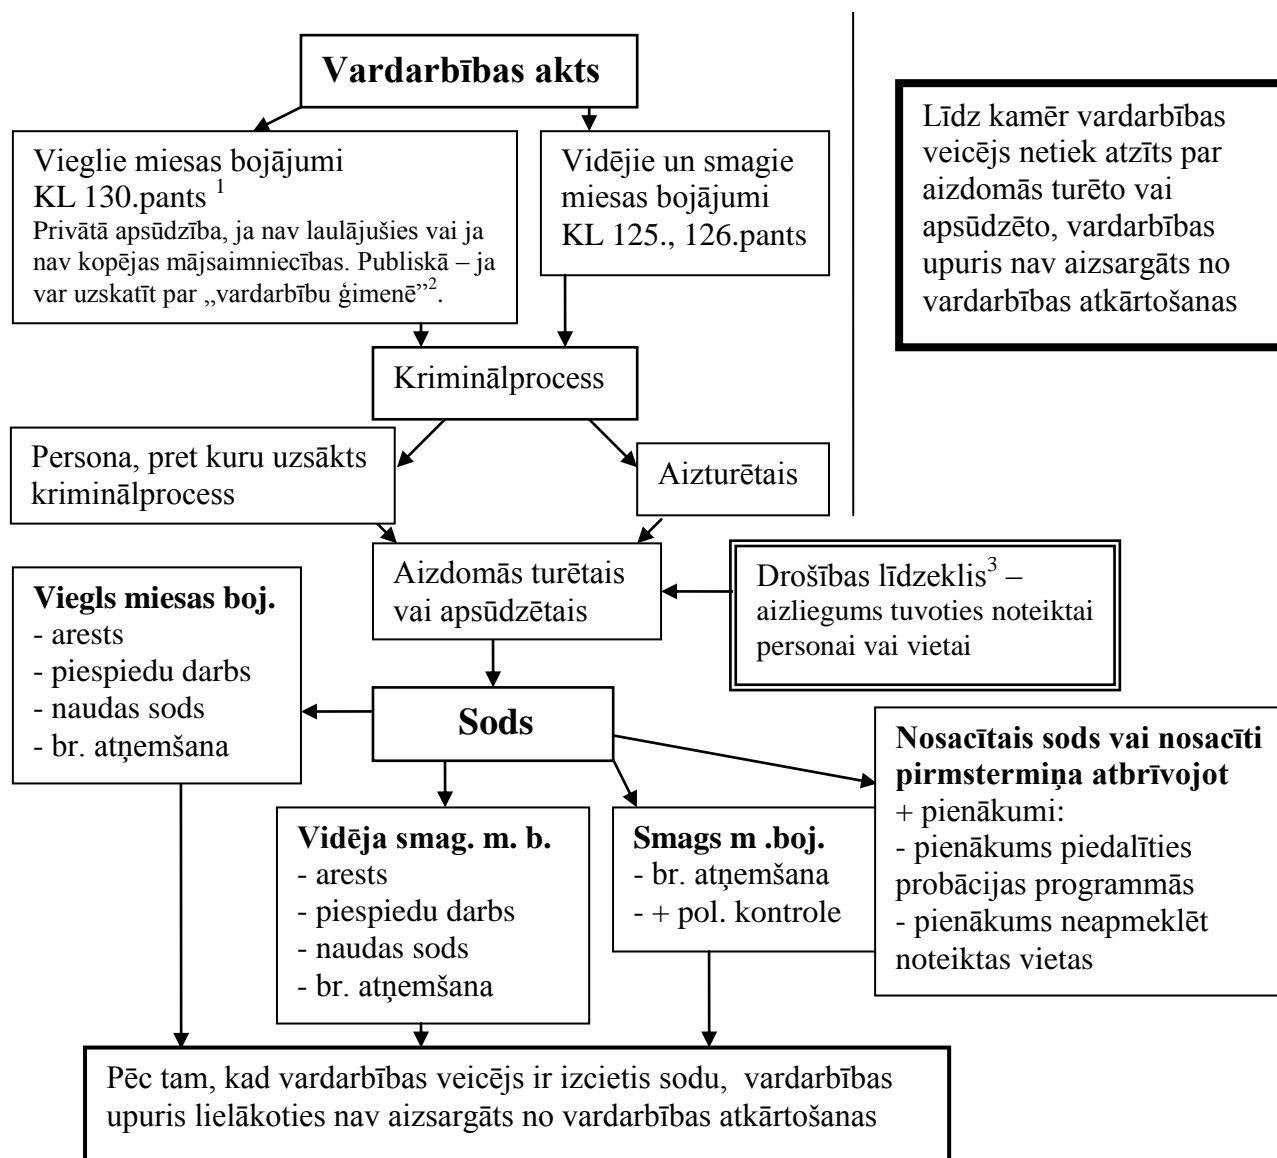 Vardarbības akts
Līdz kamēr vardarbības
veicējs netiek atzīts par
aizdomās turēto vai
apsūdzēto, vardarbības
upuris nav aizsargāts no
vardarbības atkārtošanas
Vieglie miesas bojājumi
KL 130.pants ¹
Privātā apsūdzība, ja nav laulājušies vai ja
nav kopējas mājsaimniecības. Publiskā – ja
var uzskatīt par „vardarbību ģimenē”².
Vidējie un smagie
miesas bojājumi
KL 125., 126.pants
Kriminālprocess
Persona, pret kuru uzsākts
kriminālprocess
Aizturētais
Aizdomās turētais
vai apsūdzētais
Drošības līdzeklis³ –
aizliegums tuvoties noteiktai
personai vai vietai
Viegls miesas boj.
- arests
- piespiedu darbs
- naudas sods
- br. atņemšana
Sods
Nosacītais sods vai nosacīti
pirmstermiņa atbrīvojot
+ pienākumi:
- pienākums piedalīties
probācijas programmās
- pienākums neapmeklēt
noteiktas vietas
Vidēja smag. m. b.
- arests
- piespiedu darbs
- naudas sods
- br. atņemšana
Smags m .boj.
- br. atņemšana
- + pol. kontrole
Pēc tam, kad vardarbības veicējs ir izcietis sodu, vardarbības
upuris lielākoties nav aizsargāts no vardarbības atkārtošanas